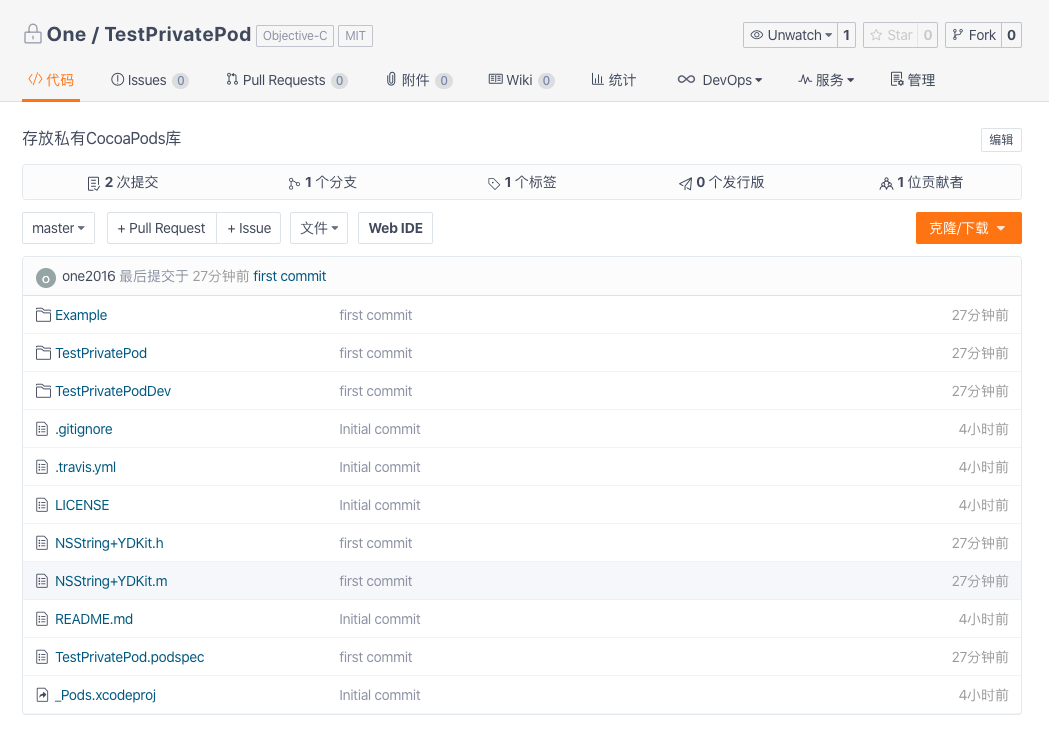 One / TestPrivatePod Objective-C MIT Unwatch 1 Star 0 Fork 0
代码 Issues 0 Pull Requests 0 附件 0 Wiki 0 统计 DevOps 服务 管理
存放私有CocoaPods库 编辑
2 次提交 1 个分支 1 个标签 0 个发行版 1 位贡献者
master + Pull Request + Issue 文件 Web IDE 克隆/下载
o one2016 最后提交于 27分钟前 first commit
Example first commit 27分钟前
TestPrivatePod first commit 27分钟前
TestPrivatePodDev first commit 27分钟前
.gitignore Initial commit 4小时前
.travis.yml Initial commit 4小时前
LICENSE Initial commit 4小时前
NSString+YDKit.h first commit 27分钟前
NSString+YDKit.m first commit 27分钟前
README.md Initial commit 4小时前
TestPrivatePod.podspec first commit 27分钟前
_Pods.xcodeproj Initial commit 4小时前